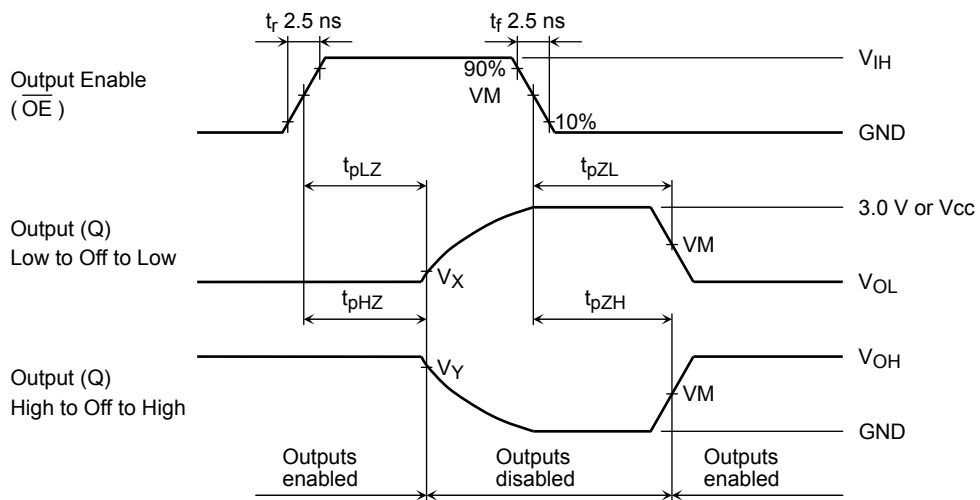 tr 2.5 ns
tf 2.5 ns
Output Enable
( OE )
90%
VM
10%
VIH
GND
tpLZ
tpZL
Output (Q)
Low to Off to Low
VX
3.0 V or Vcc
VM
VOL
tpHZ
tpZH
Output (Q)
High to Off to High
VY
VOH
VM
GND
Outputs
enabled
Outputs
disabled
Outputs
enabled